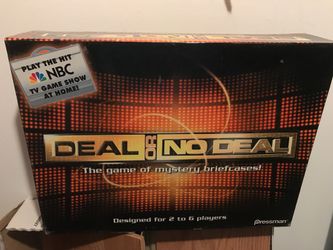 PLAY THE HIT
NBC
TV GAME SHOW
AT HOME!
DEAL OR NO DEAL
The game of mystery briefcases!
Designed for 2 to 6 players
Pressman